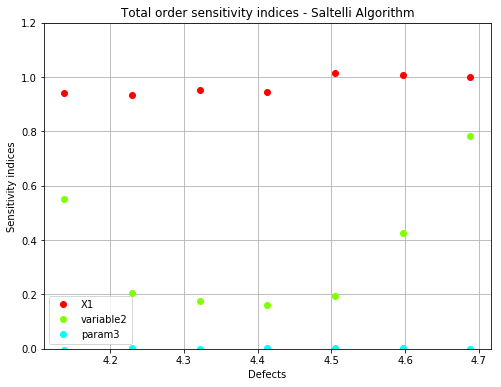 Total order sensitivity indices - Saltelli Algorithm
1.2
1.0
0.8
0.6
0.4
0.2
0.0
Sensitivity indices
X1
variable2
param3
4.2
4.3
4.4
4.5
4.6
4.7
Defects